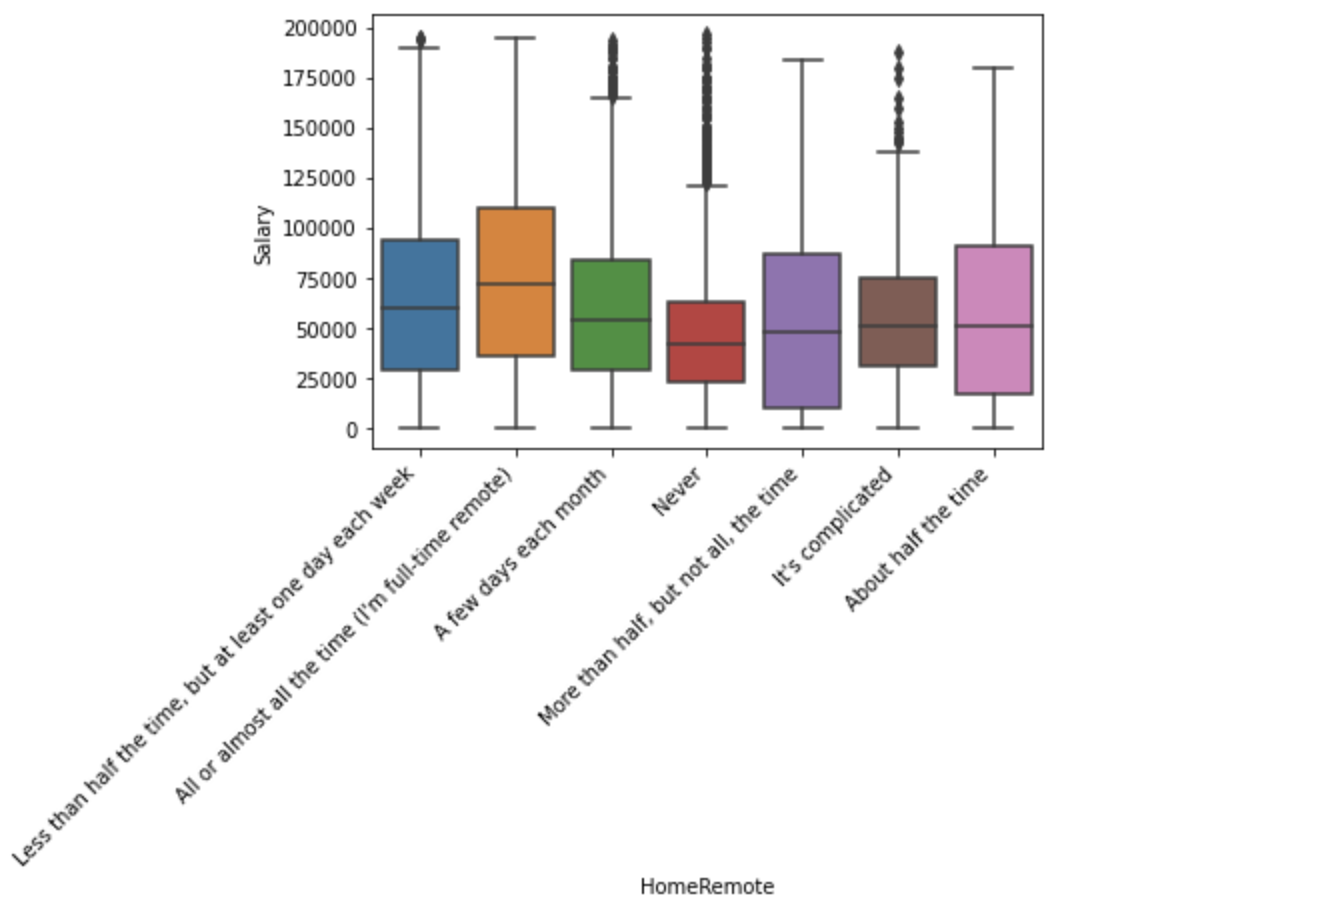 200000
175000
150000
125000
100000
75000
50000
25000
0
Salary
Less than half the time, but at least one day each week
All or almost all the time (I'm full-time remote)
A few days each month
Never
More than half, but not all, the time
It's complicated
About half the time
HomeRemote